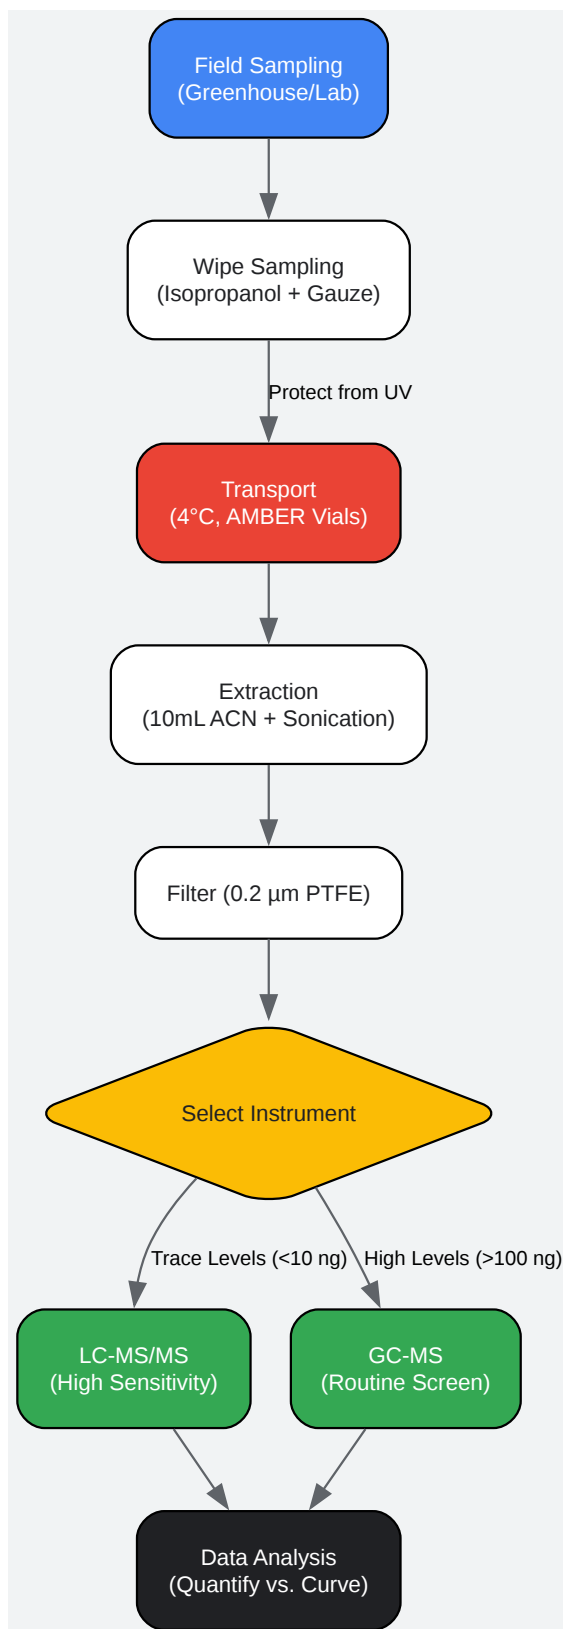 Field Sampling
(Greenhouse/Lab)
Wipe Sampling
(Isopropanol + Gauze)
Protect from UV
Transport
(4°C, AMBER Vials)
Extraction
(10mL ACN + Sonication)
Filter (0.2 µm PTFE)
Select Instrument
Trace Levels (<10 ng)
High Levels (>100 ng)
LC-MS/MS
(High Sensitivity)
GC-MS
(Routine Screen)
Data Analysis
(Quantify vs. Curve)